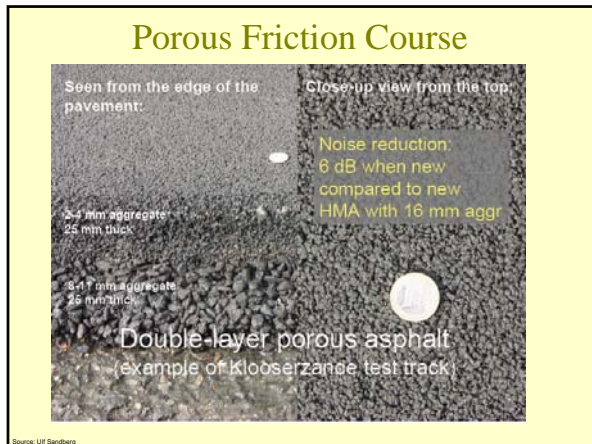 Porous Friction Course
Seen from the edge of the
pavement:
2-4 mm aggregate
25 mm thick
8-11 mm aggregate
25 mm thick
Close-up view from the top:
Noise reduction:
6 dB when new
compared to new
HMA with 16 mm aggr
Double-layer porous asphalt
(example of Klooserzande test track)
Source: Ulf Sandberg